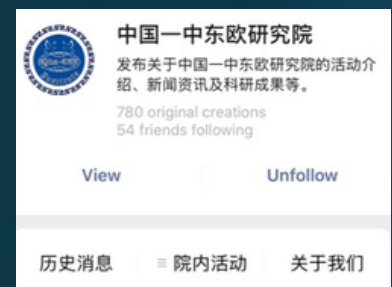 中国一中东欧研究院
发布关于中国一中东欧研究院的活动介
绍、新闻资讯及科研成果等。
780 original creations
54 friends following
View Unfollow
历史消息 院内活动 关于我们